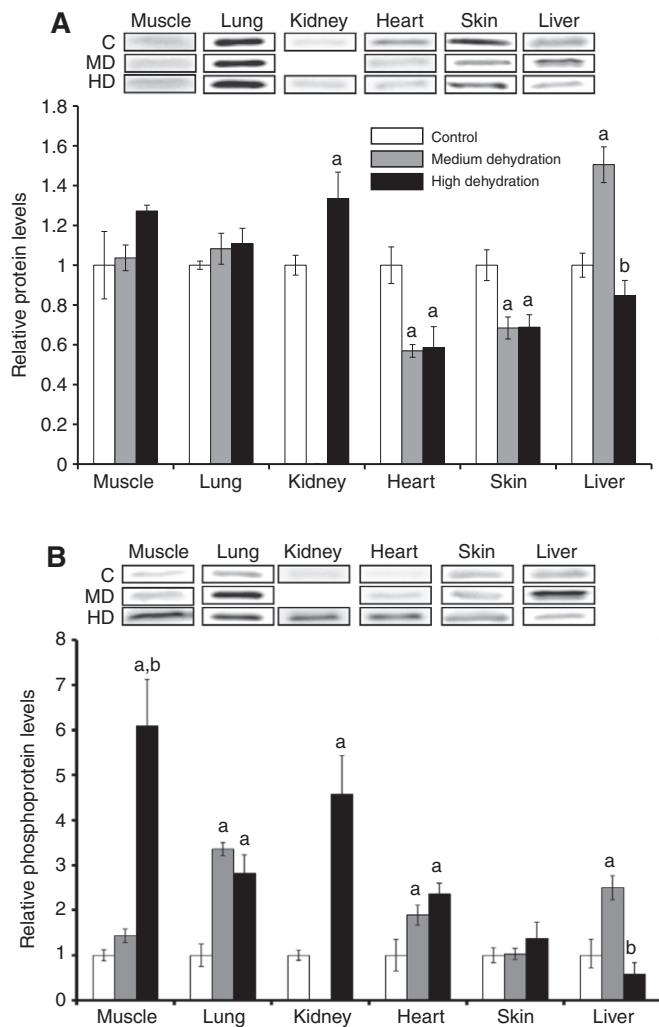 A
Muscle Lung Kidney Heart Skin Liver
C
MD
HD
Relative protein levels
1.8
1.6
1.4
1.2
1
0.8
0.6
0.4
0.2
0
Control
Medium dehydration
High dehydration
a
a a
a a
a
b
Muscle Lung Kidney Heart Skin Liver
B
Muscle Lung Kidney Heart Skin Liver
C
MD
HD
Relative phosphoprotein levels
8
7
6
5
4
3
2
1
0
a,b
a a
a
a a
a
b
Muscle Lung Kidney Heart Skin Liver